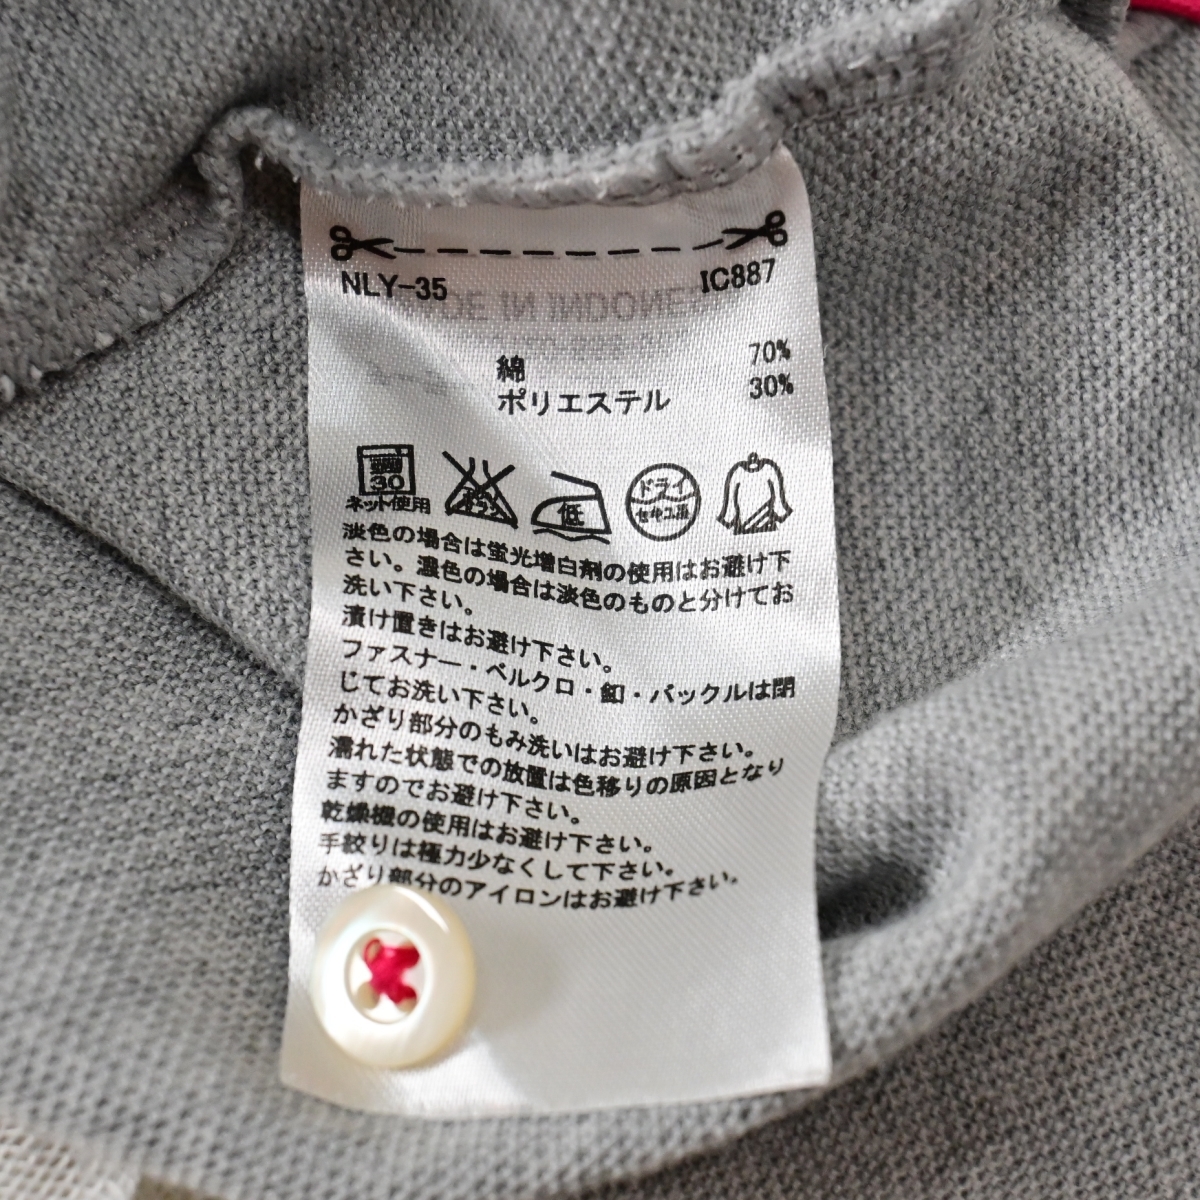 NLY-35 IC887
綿 70%
ポリエステル 30%
30
ネット使用
低
ドライ
セキユ系
淡色の場合は蛍光増白剤の使用はお避け下
さい。濃色の場合は淡色のものと分けてお
洗い下さい。
漬け置きはお避け下さい。
ファスナー・ベルクロ・釦・バックルは閉
じてお洗い下さい。
かざり部分のもみ洗いはお避け下さい。
濡れた状態での放置は色移りの原因となり
ますのでお避け下さい。
乾燥機の使用はお避け下さい。
手絞りは極力少なくして下さい。
かざり部分のアイロンはお避け下さい。